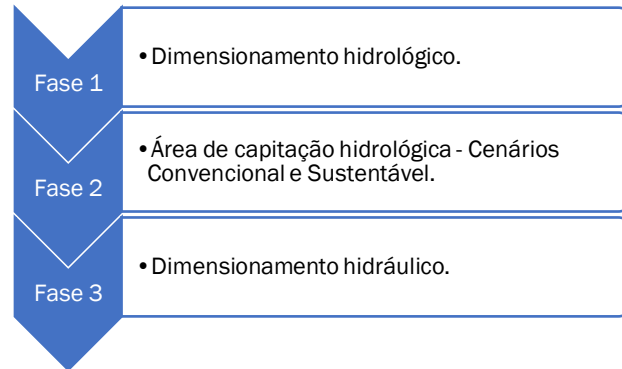 Fase 1
•Dimensionamento hidrológico.
Fase 2
•Área de capitação hidrológica - Cenários
Convencional e Sustentável.
Fase 3
•Dimensionamento hidráulico.